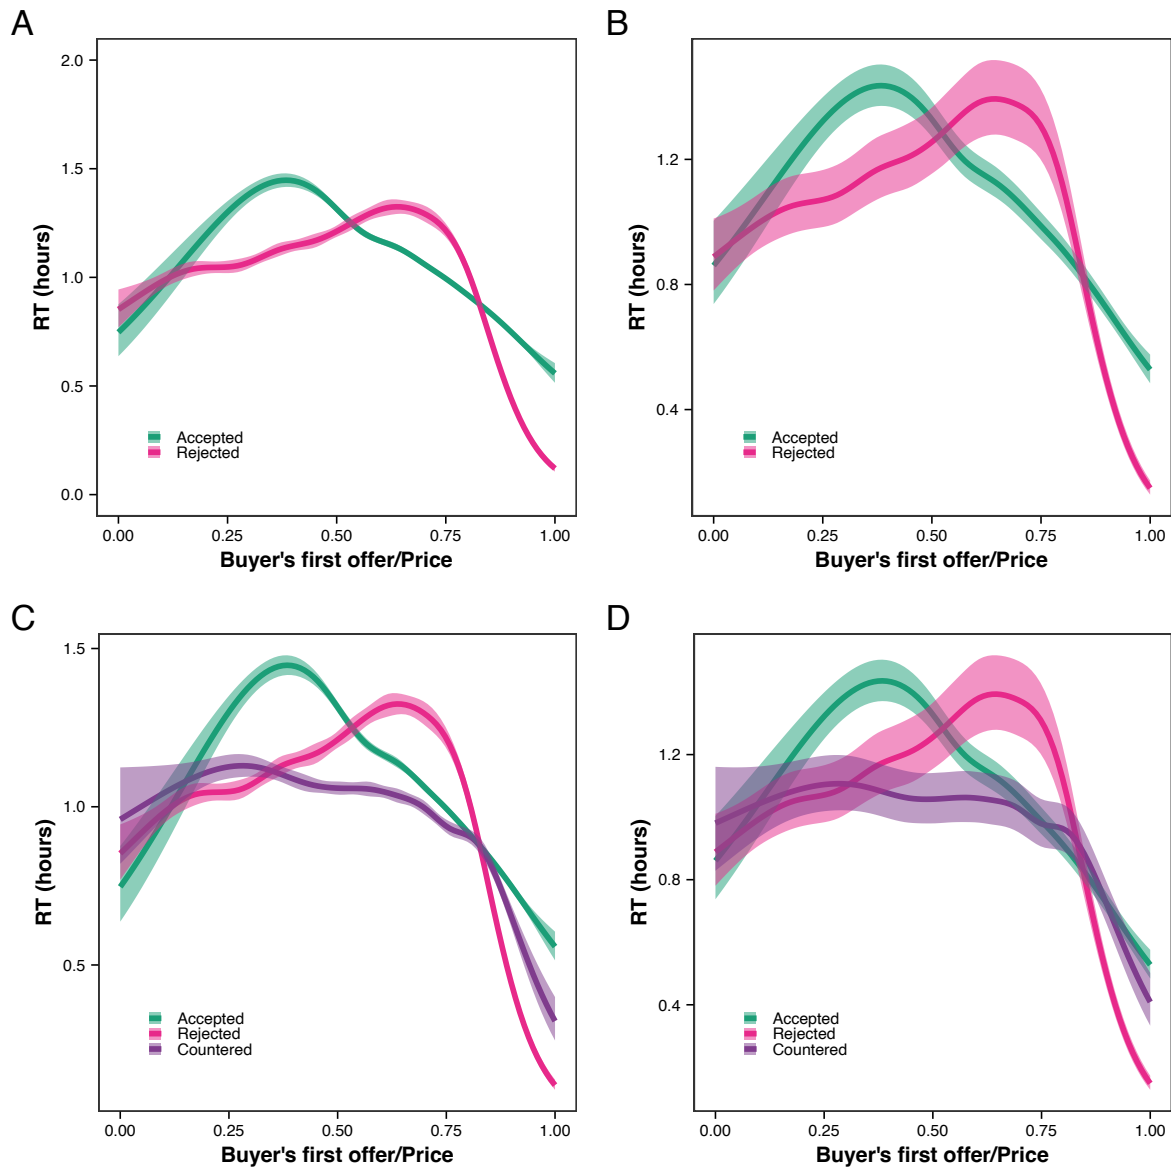 A
2.0
1.5
1.0
0.5
0.0
RT (hours)
Accepted
Rejected
0.00 0.25 0.50 0.75 1.00
Buyer's first offer/Price
B
1.2
0.8
0.4
RT (hours)
Accepted
Rejected
0.00 0.25 0.50 0.75 1.00
Buyer's first offer/Price
C
1.5
1.0
0.5
RT (hours)
Accepted
Rejected
Countered
0.00 0.25 0.50 0.75 1.00
Buyer's first offer/Price
D
1.2
0.8
0.4
RT (hours)
Accepted
Rejected
Countered
0.00 0.25 0.50 0.75 1.00
Buyer's first offer/Price